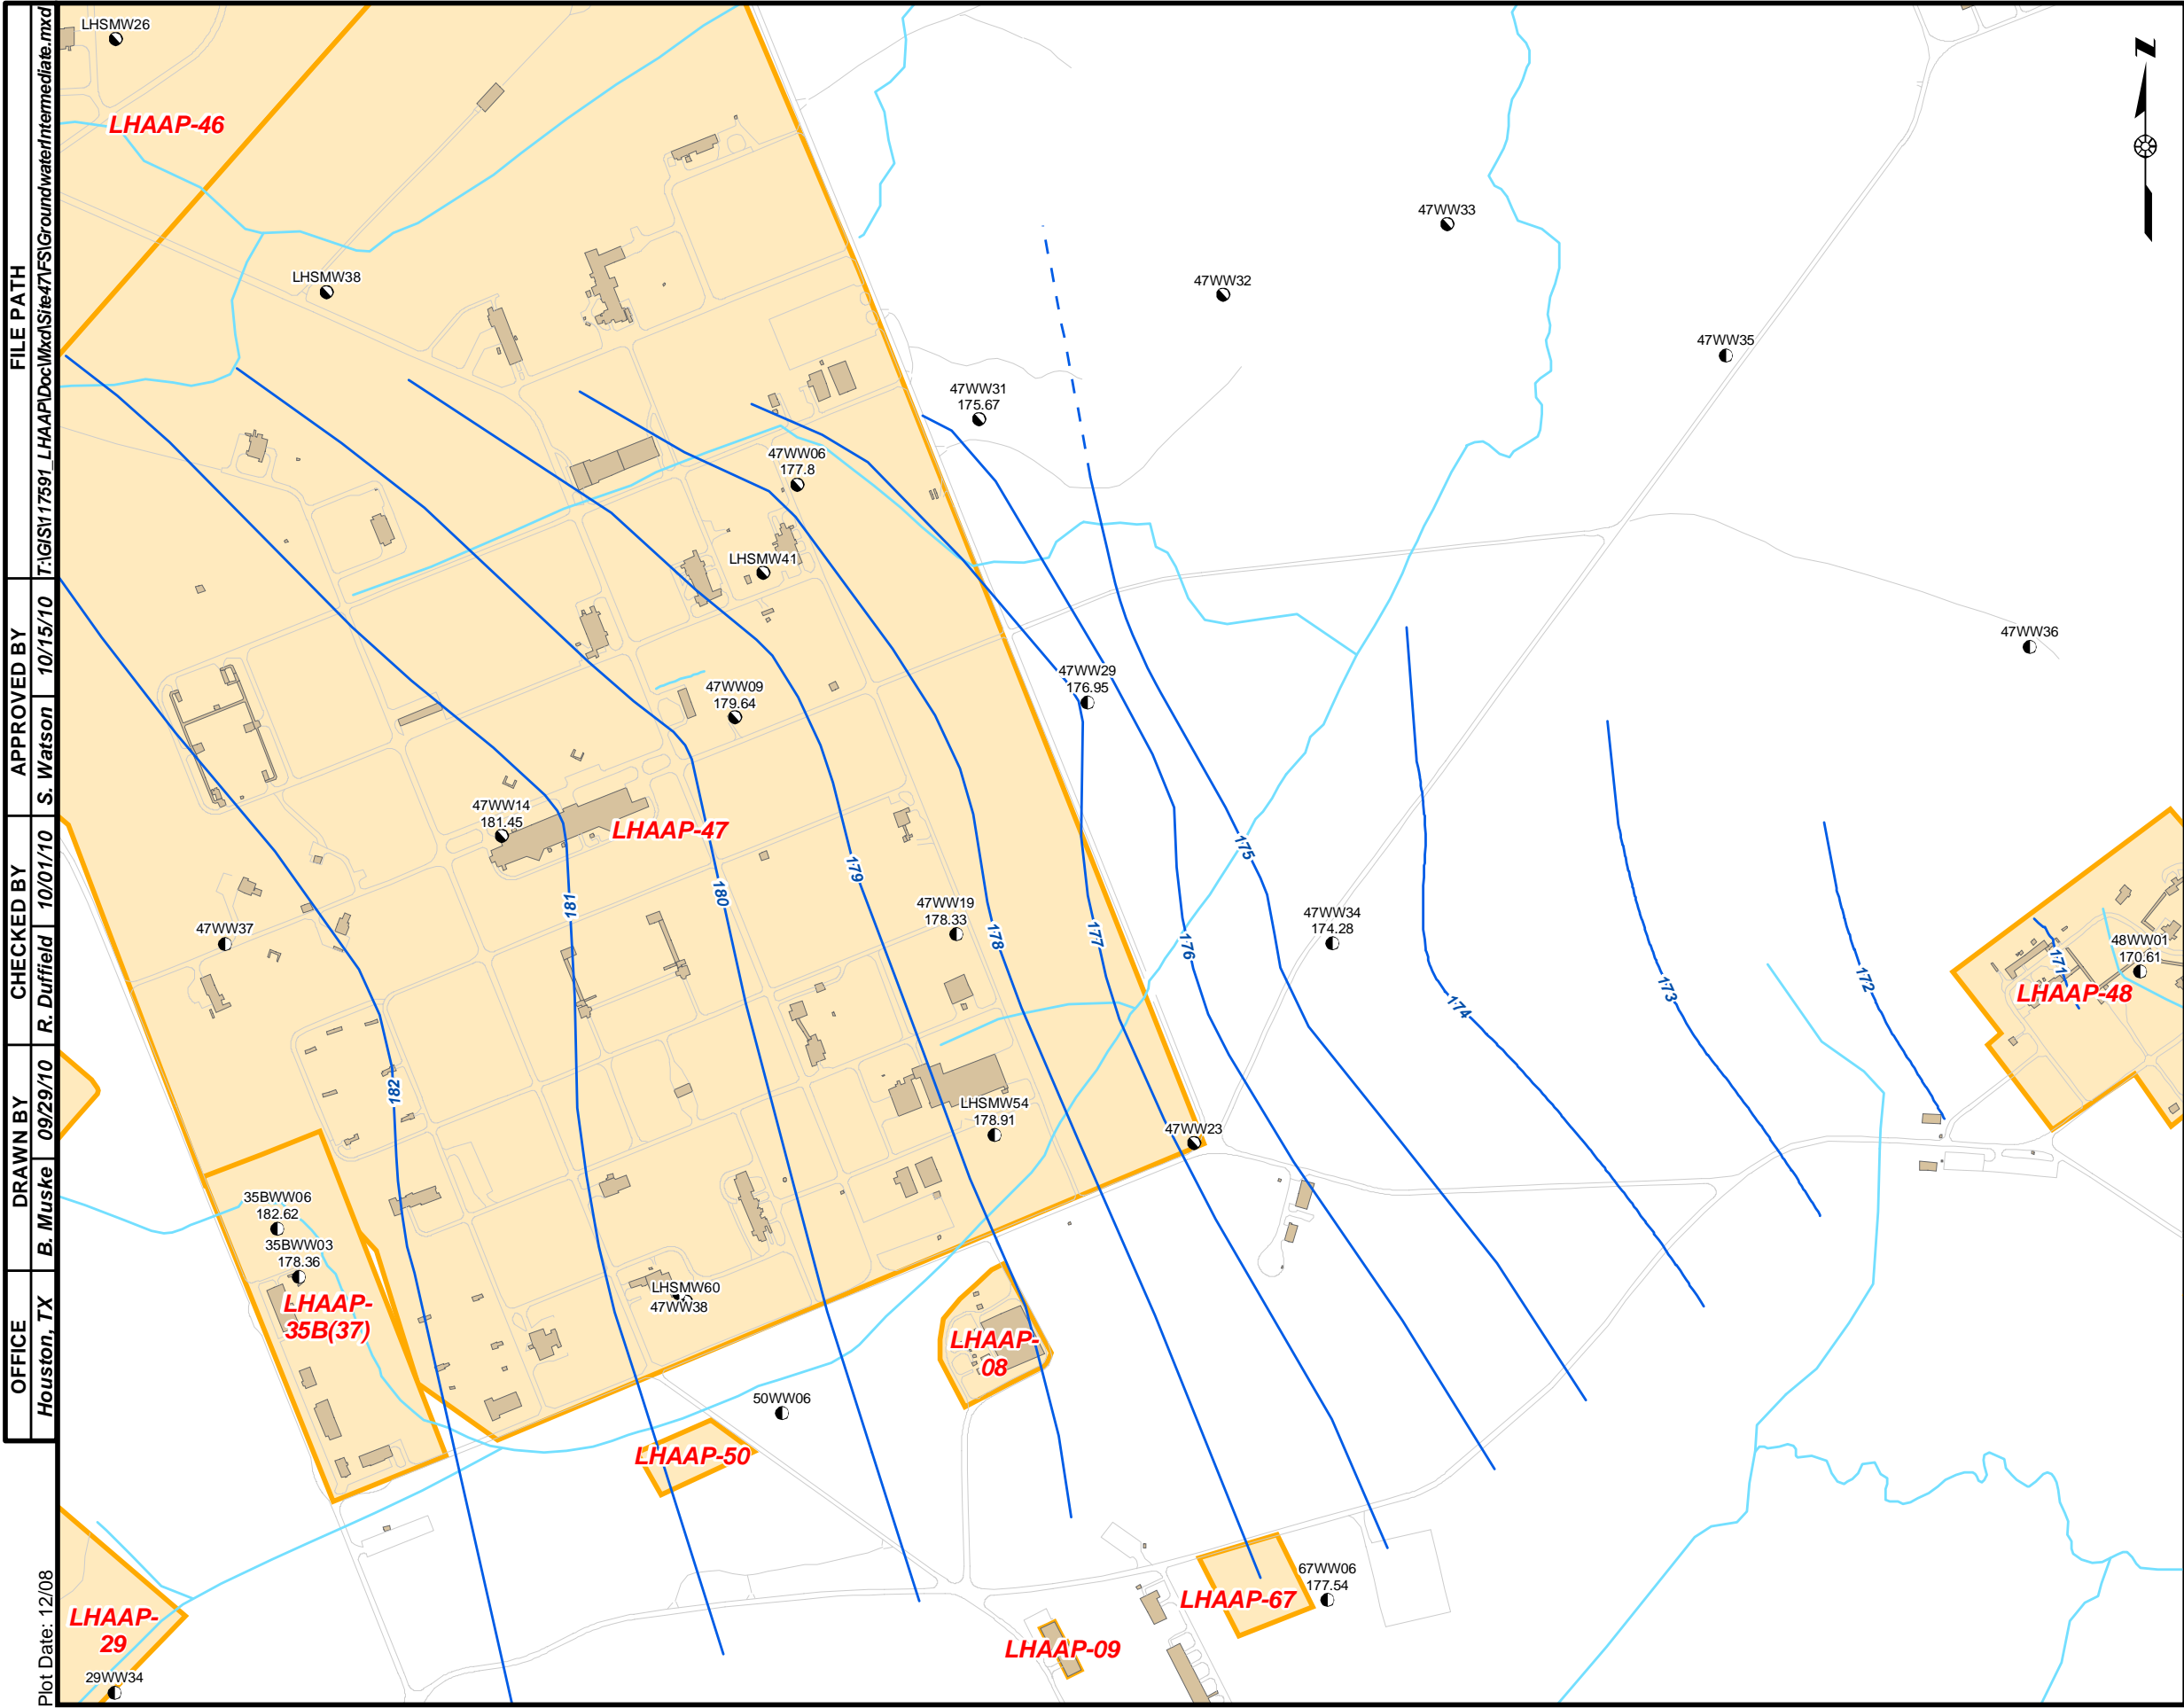 FILE PATH
T:\GIS\117591_LHAAP\Doc\Mxd\Site47\FS\GroundwaterIntermediate.mxd
APPROVED BY
S. Watson 10/15/10
CHECKED BY
R. Duffield 10/01/10
DRAWN BY
B. Muske 09/29/10
OFFICE
Houston, TX
Plot Date: 12/08
N
LHSMW26
LHAAP-46
LHSMW38
47WW33
47WW32
47WW35
47WW31
175.67
47WW06
177.8
LHSMW41
47WW36
47WW29
176.95
47WW09
179.64
47WW14
181.45
LHAAP-47
175
179
180
181
47WW19
178.33
178
177
176
47WW34
174.28
47WW37
174
173
172
171
48WW01
170.61
LHAAP-48
182
LHSMW54
178.91
47WW23
35BWW06
182.62
35BWW03
178.36
LHAAP-
35B(37)
LHSMW60
47WW38
LHAAP-
08
50WW06
LHAAP-50
67WW06
177.54
LHAAP-67
LHAAP-09
LHAAP-
29
29WW34